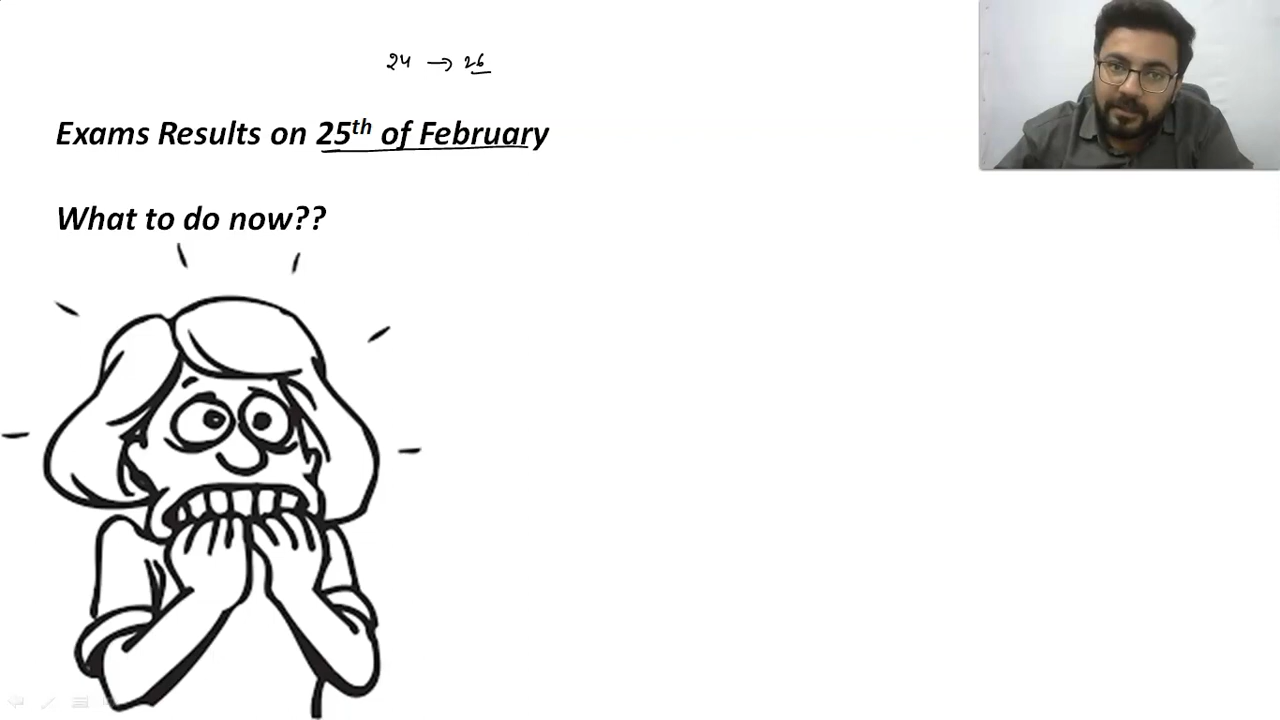 24 → 26
Exams Results on 25th of February
What to do now??